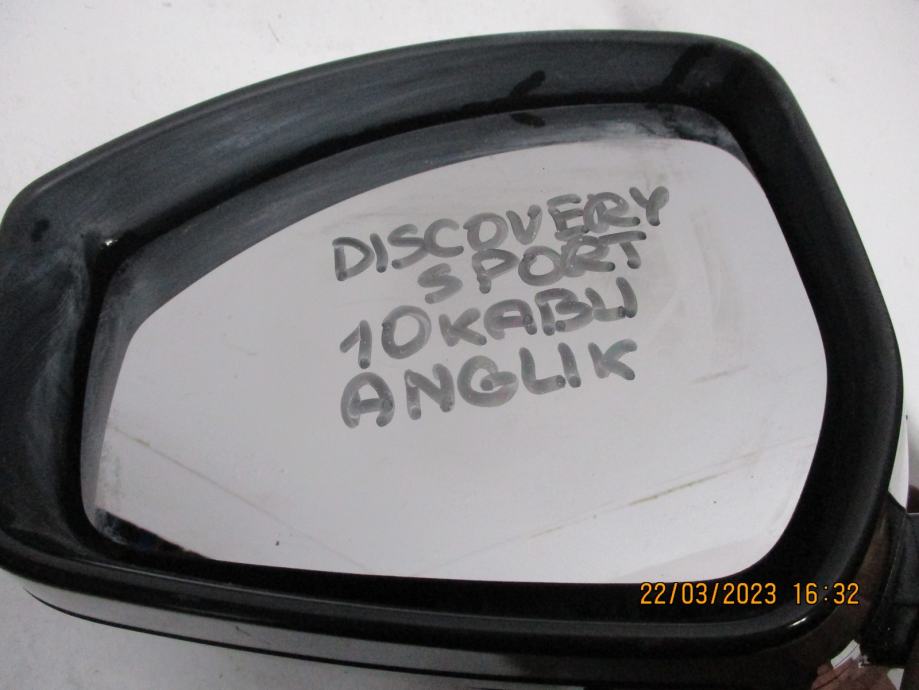 DISCOVERY
SPORT
10KABLI
ANGLIK
22/03/2023 16:32